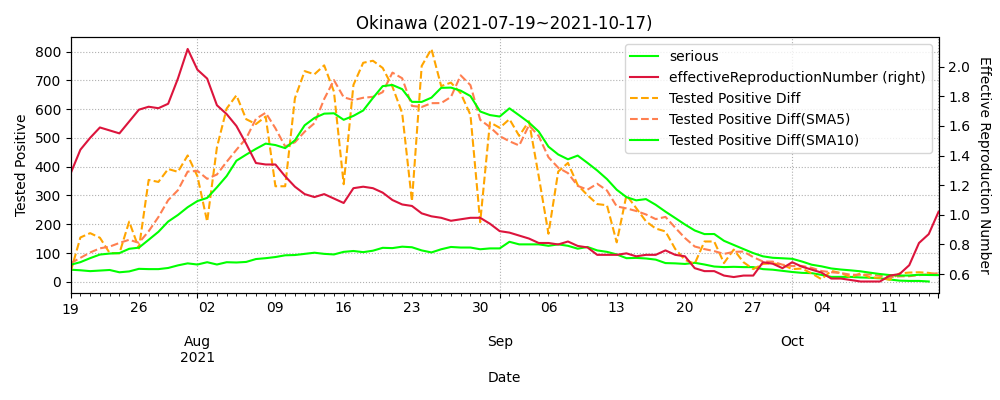 Okinawa (2021-07-19~2021-10-17)
serious
effectiveReproductionNumber (right)
Tested Positive Diff
Tested Positive Diff(SMA5)
Tested Positive Diff(SMA10)
Tested Positive
800
700
600
500
400
300
200
100
0
2.0
1.8
1.6
1.4
1.2
1.0
0.8
0.6
Effective Reproduction Number
19 26 02 09 16 23 30 06 13 20 27 04 11
Aug Sep Oct
2021
Date